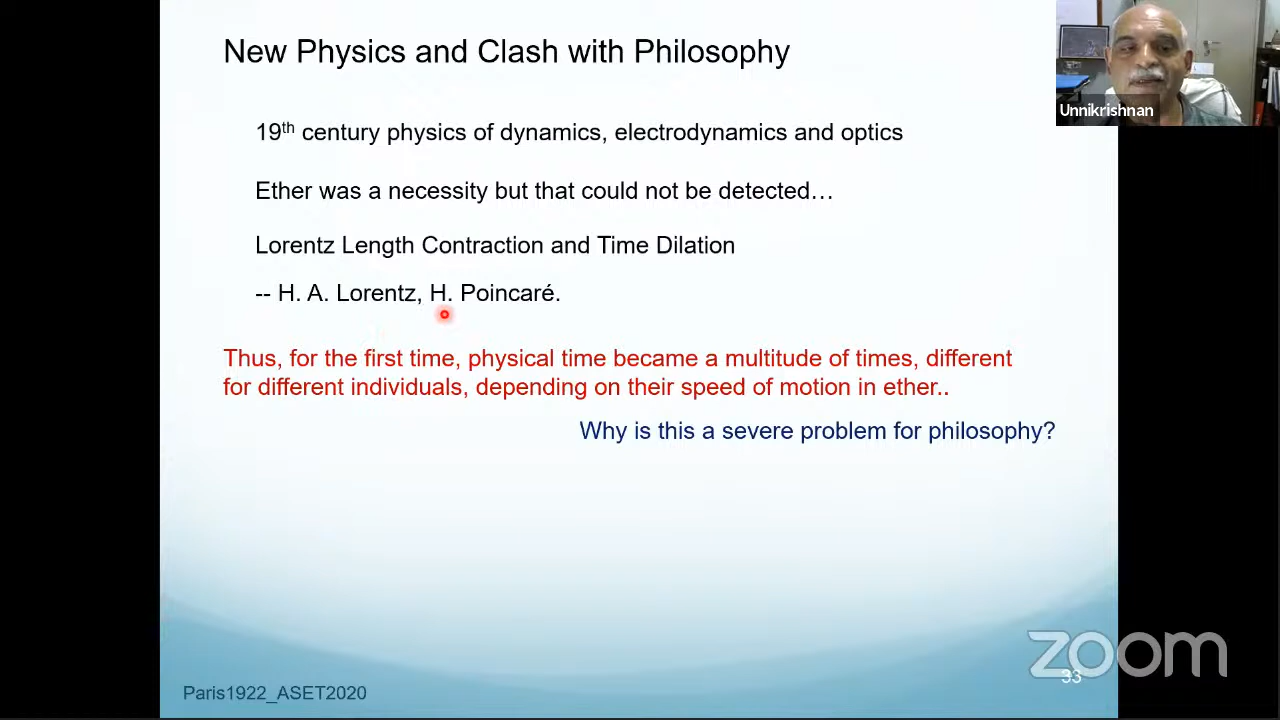 New Physics and Clash with Philosophy
Unnikrishnan
19th century physics of dynamics, electrodynamics and optics
Ether was a necessity but that could not be detected…
Lorentz Length Contraction and Time Dilation
-- H. A. Lorentz, H. Poincaré.
Thus, for the first time, physical time became a multitude of times, different
for different individuals, depending on their speed of motion in ether..
Why is this a severe problem for philosophy?
zoom
33
Paris1922_ASET2020